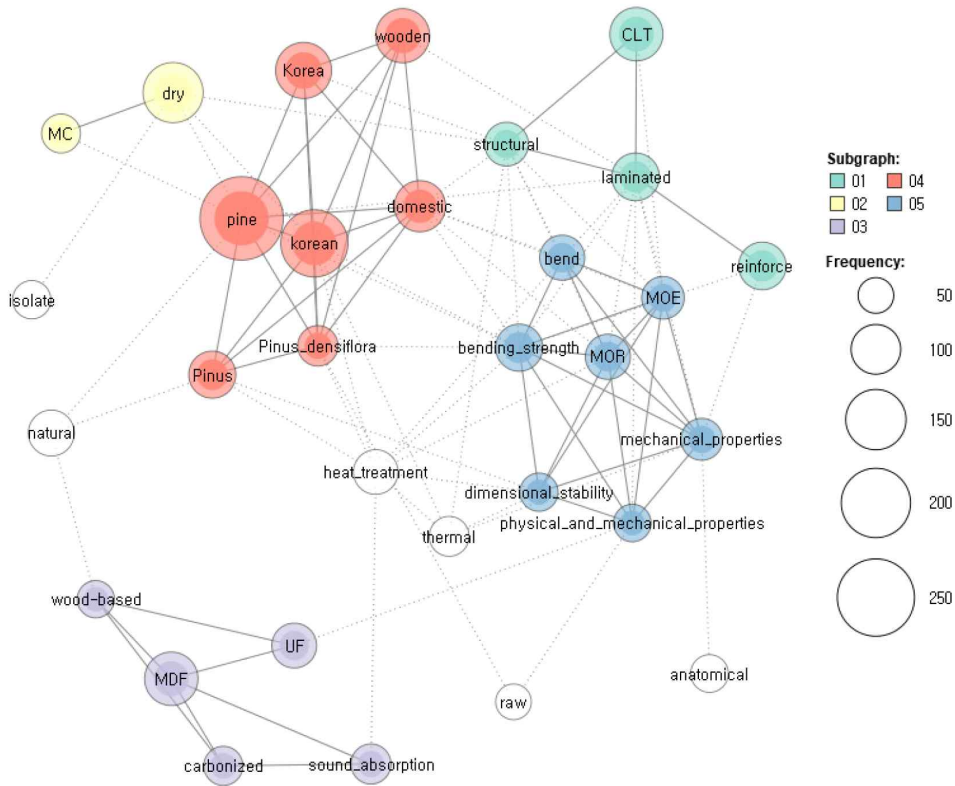 wooden
CLT
Korea
dry
MC
structural
laminated
pine
domestic
korean
bend
reinforce
isolate
MOE
Pinus_densiflora
bending_strength
MOR
Pinus
natural
mechanical_properties
heat_treatment
dimensional_stability
physical_and_mechanical_properties
thermal
wood-based
UF
MDF
anatomical
raw
carbonized
sound_absorption
Subgraph:
01
04
02
05
03
Frequency:
50
100
150
200
250